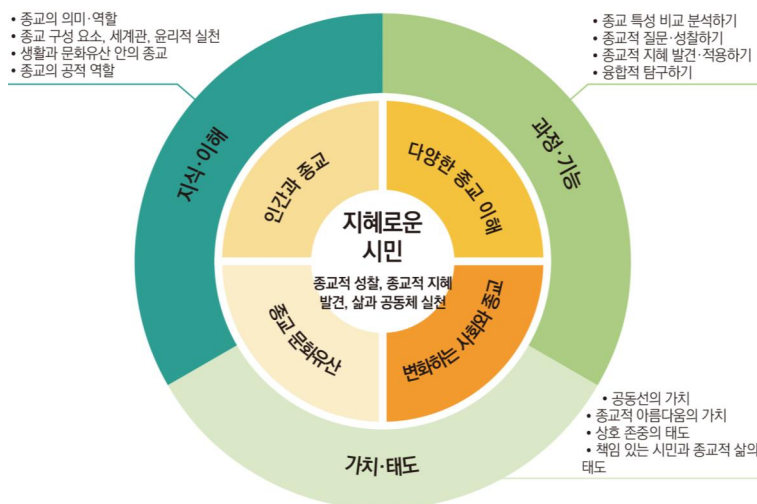 • 종교의 의미·역할
• 종교 구성 요소, 세계관, 윤리적 실천
• 생활과 문화유산 안의 종교
• 종교의 공적 역할
• 종교 특성 비교 분석하기
• 종교적 질문·성찰하기
• 종교적 지혜 발견·적용하기
• 융합적 탐구하기
지식·이해
과정·기능
인간과 종교
다양한 종교 이해
지혜로운
시민
종교적 성찰, 종교적 지혜
발견, 삶과 공동체 실천
종교 문화유산
변화하는 사회와 종교
가치·태도
• 공동선의 가치
• 종교적 아름다움의 가치
• 상호 존중의 태도
• 책임 있는 시민과 종교적 삶의
태도